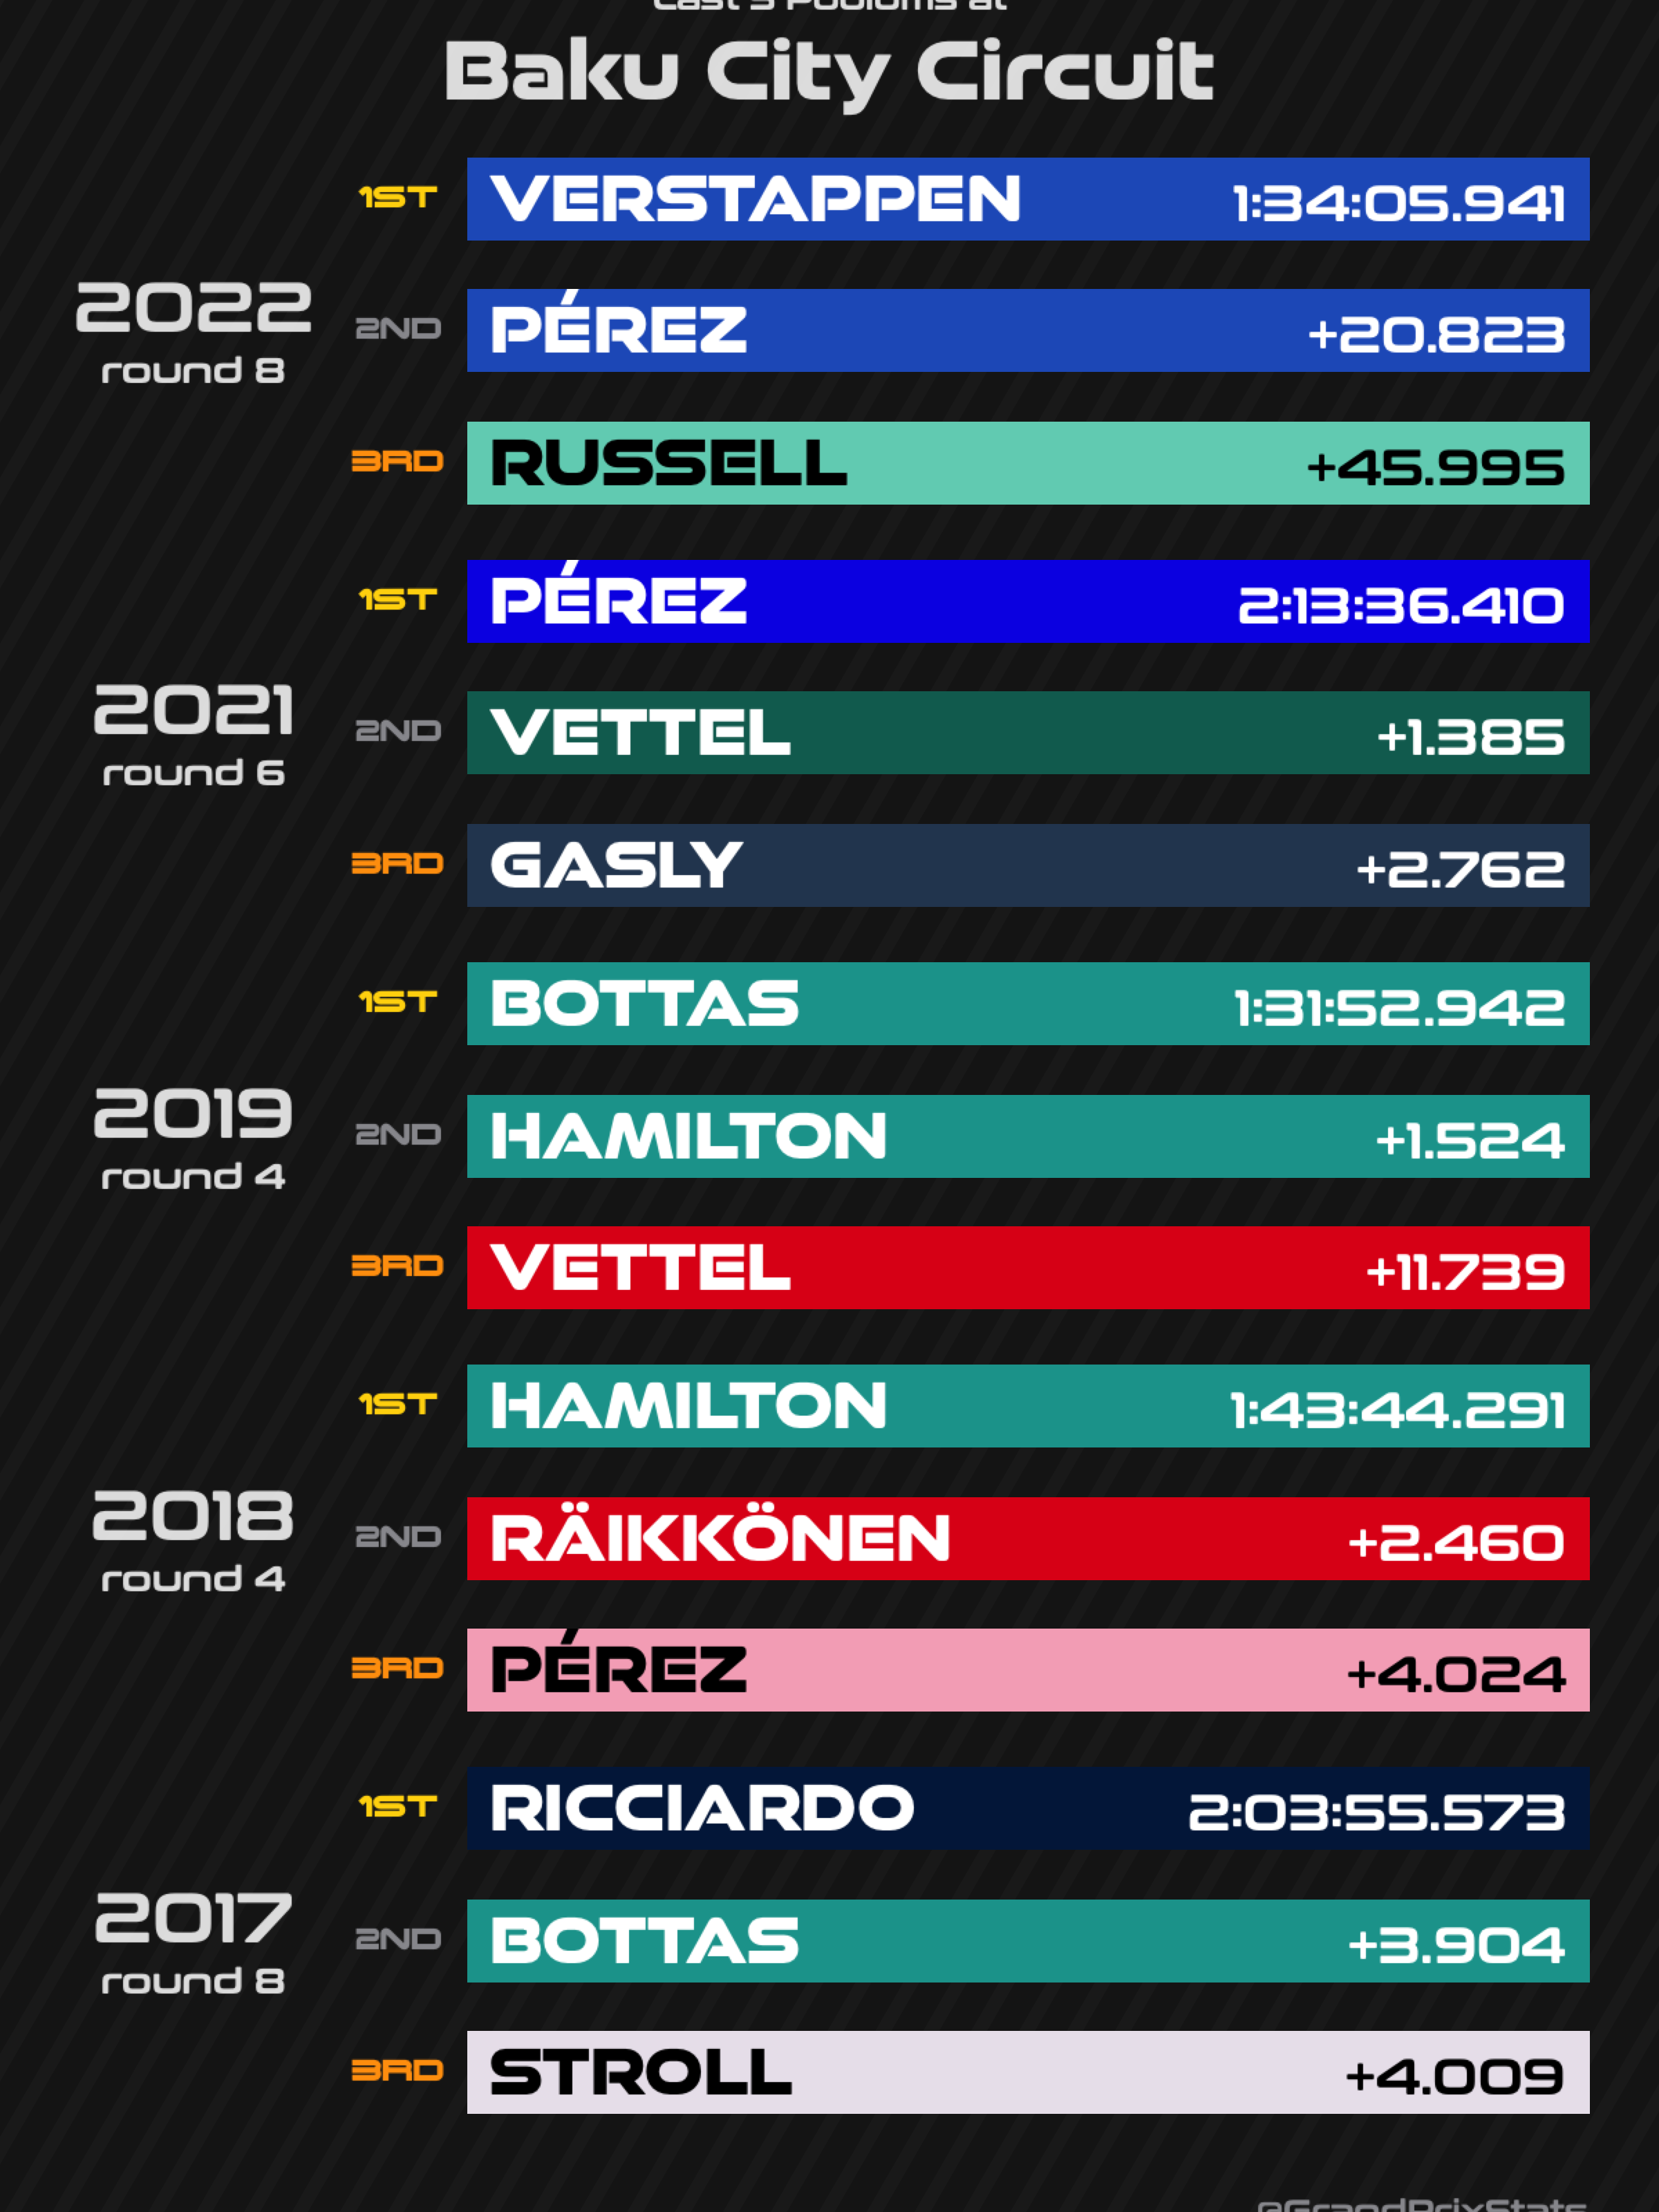 Last 5 Podiums at
Baku City Circuit
1ST VERSTAPPEN 1:34:05.941
2022
round 8
2ND PÉREZ +20.823
3RD RUSSELL +45.995
1ST PÉREZ 2:13:36.410
2021
round 6
2ND VETTEL +1.385
3RD GASLY +2.762
1ST BOTTAS 1:31:52.942
2019
round 4
2ND HAMILTON +1.524
3RD VETTEL +11.739
1ST HAMILTON 1:43:44.291
2018
round 4
2ND RÄIKKÖNEN +2.460
3RD PÉREZ +4.024
1ST RICCIARDO 2:03:55.573
2017
round 8
2ND BOTTAS +3.904
3RD STROLL +4.009
@GrandPrixStats